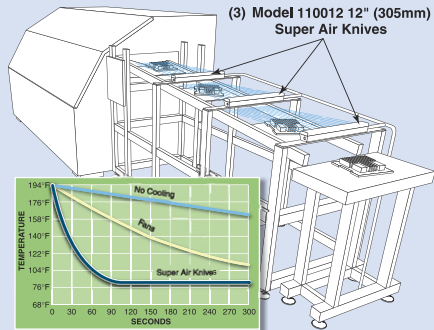 (3) Model 110012 12" (305mm)
Super Air Knives
194°F
176°F
158°F
140°F
122°F
104°F
86°F
68°F
TEMPERATURE
No Cooling
Fans
Super Air Knives
0 30 60 90 120 150 180 210 240 270 300
SECONDS